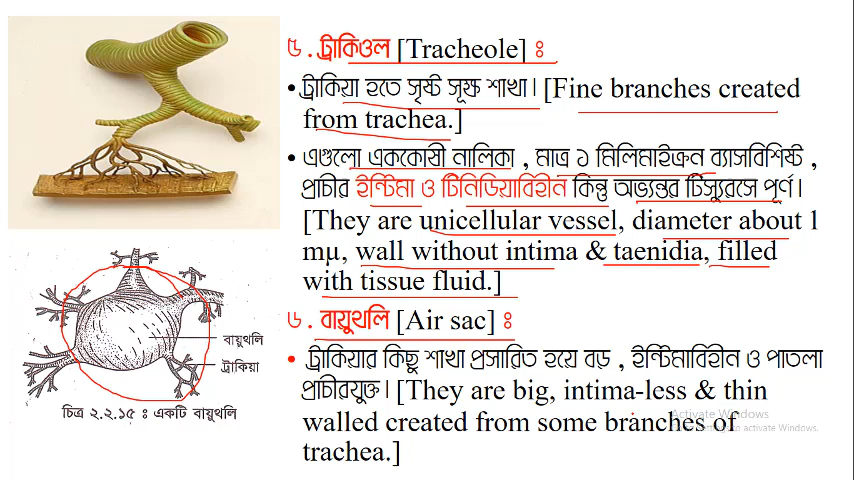 ৫. ট্রাকিওল [Tracheole] ঃ
• ট্রাকিয়া হতে সৃষ্ট সূক্ষ্ম শাখা। [Fine branches created
from trachea.]
• এগুলো এককোষী নালিকা , মাত্র ১ মিলিমাইক্রন ব্যাসবিশিষ্ট ,
প্রাচীর ইন্টিমা ও টিনিডিয়াবিহীন কিন্তু অভ্যন্তর টিস্যুরসে পূর্ণ।
[They are unicellular vessel, diameter about 1
mµ, wall without intima & taenidia, filled
with tissue fluid.]
৬. বায়ুথলি [Air sac] ঃ
• ট্রাকিয়ার কিছু শাখা প্রসারিত হয়ে বড় , ইন্টিমাবিহীন ও পাতলা
প্রাচীরযুক্ত। [They are big, intima-less & thin
walled created from some branches of
trachea.]
বায়ুথলি
ট্রাকিয়া
চিত্র ২.২.১৫ ঃ একটি বায়ুথলি
Activate Windows
to activate Windows.